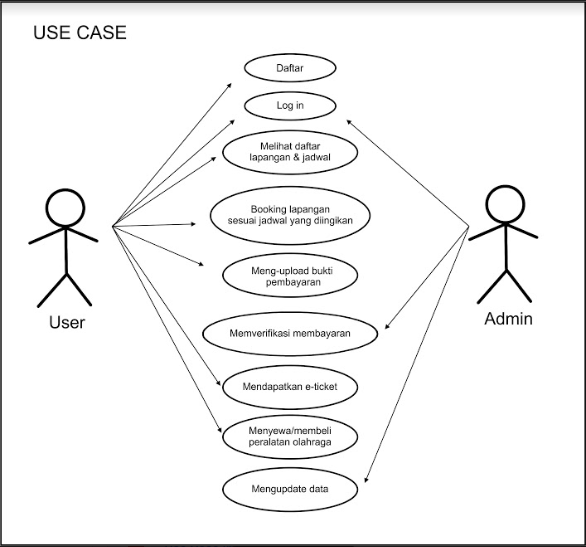 USE CASE
Daftar
Log in
Melihat daftar
lapangan & jadwal
Booking lapangan
sesuai jadwal yang diingikan
Meng-upload bukti
pembayaran
User
Admin
Memverifikasi membayaran
Mendapatkan e-ticket
Menyewa/membeli
peralatan olahraga
Mengupdate data